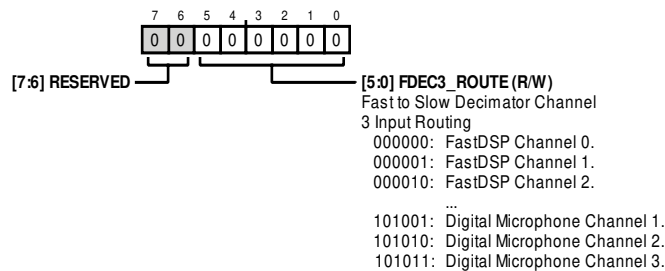 7 6 5 4 3 2 1 0
0 0 0 0 0 0 0 0
[7:6] RESERVED
[5:0] FDEC3_ROUTE (R/W)
Fast to Slow Decimator Channel
3 Input Routing
000000: FastDSP Channel 0.
000001: FastDSP Channel 1.
000010: FastDSP Channel 2.
...
101001: Digital Microphone Channel 1.
101010: Digital Microphone Channel 2.
101011: Digital Microphone Channel 3.